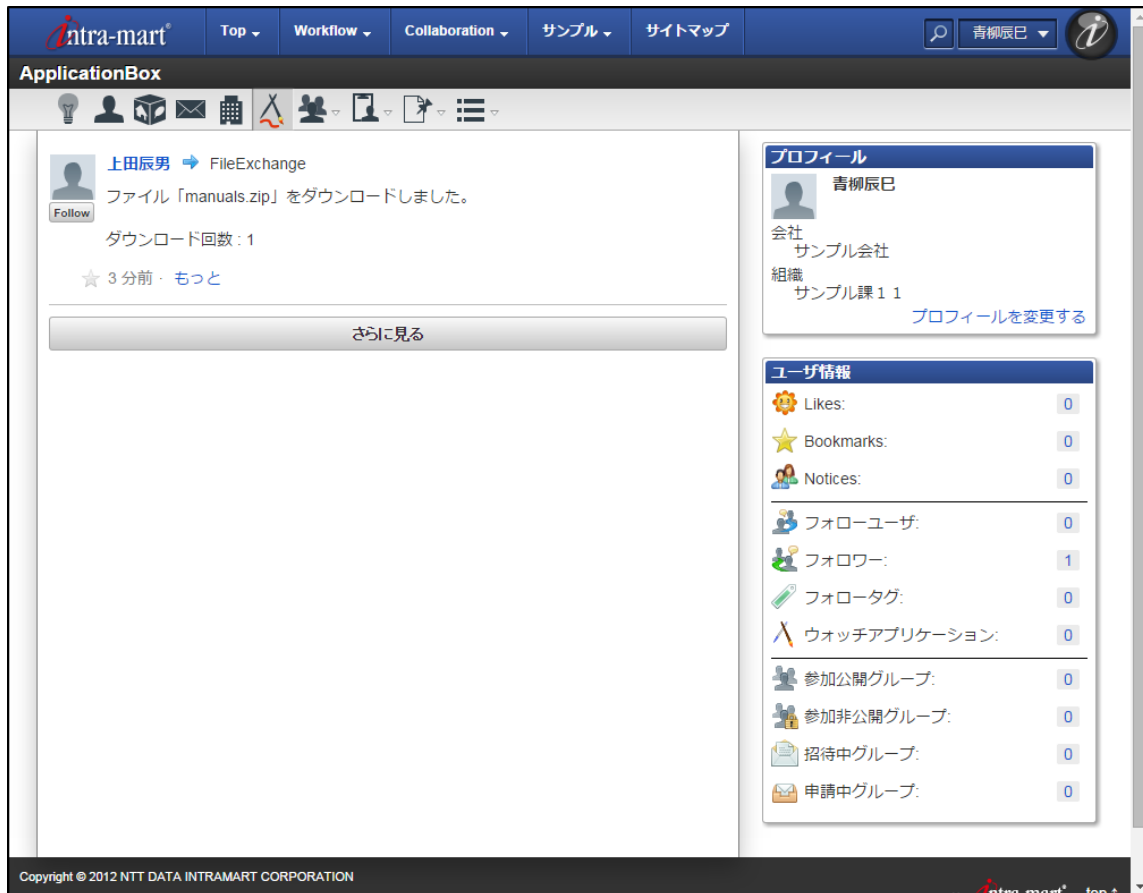 intra-mart®
Top
Workflow
Collaboration
サンプル
サイトマップ
青柳辰巳
ApplicationBox
上田辰男 FileExchange
Follow
ファイル「manuals.zip」をダウンロードしました。
ダウンロード回数 : 1
3 分前 · もっと
さらに見る
プロフィール
青柳辰巳
会社
サンプル会社
組織
サンプル課１１
プロフィールを変更する
ユーザ情報
Likes: 0
Bookmarks: 0
Notices: 0
フォローユーザ: 0
フォロワー: 1
フォロータグ: 0
ウォッチアプリケーション: 0
参加公開グループ: 0
参加非公開グループ: 0
招待中グループ: 0
申請中グループ: 0
Copyright © 2012 NTT DATA INTRAMART CORPORATION
intra-mart® top ↑